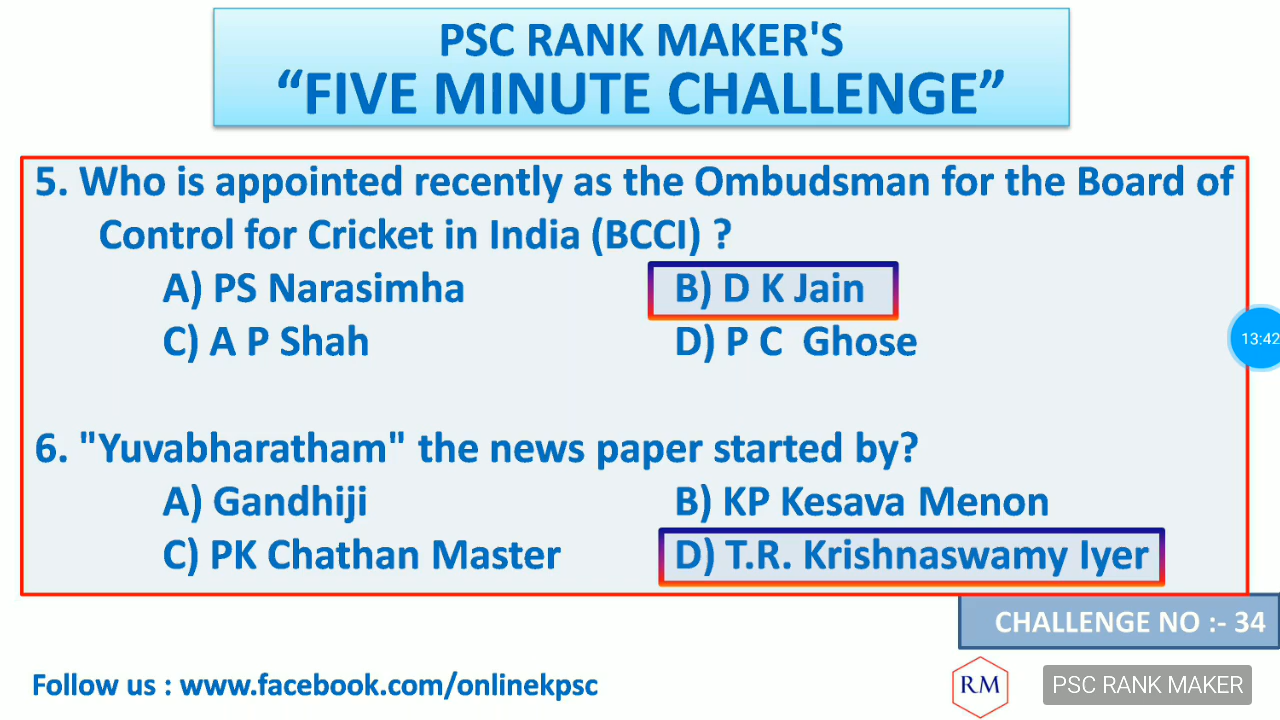 PSC RANK MAKER'S
“FIVE MINUTE CHALLENGE”
5. Who is appointed recently as the Ombudsman for the Board of
Control for Cricket in India (BCCI) ?
A) PS Narasimha B) D K Jain
C) A P Shah D) P C Ghose
13:42
6. "Yuvabharatham" the news paper started by?
A) Gandhiji B) KP Kesava Menon
C) PK Chathan Master D) T.R. Krishnaswamy Iyer
CHALLENGE NO :- 34
Follow us : www.facebook.com/onlinekpsc RM PSC RANK MAKER